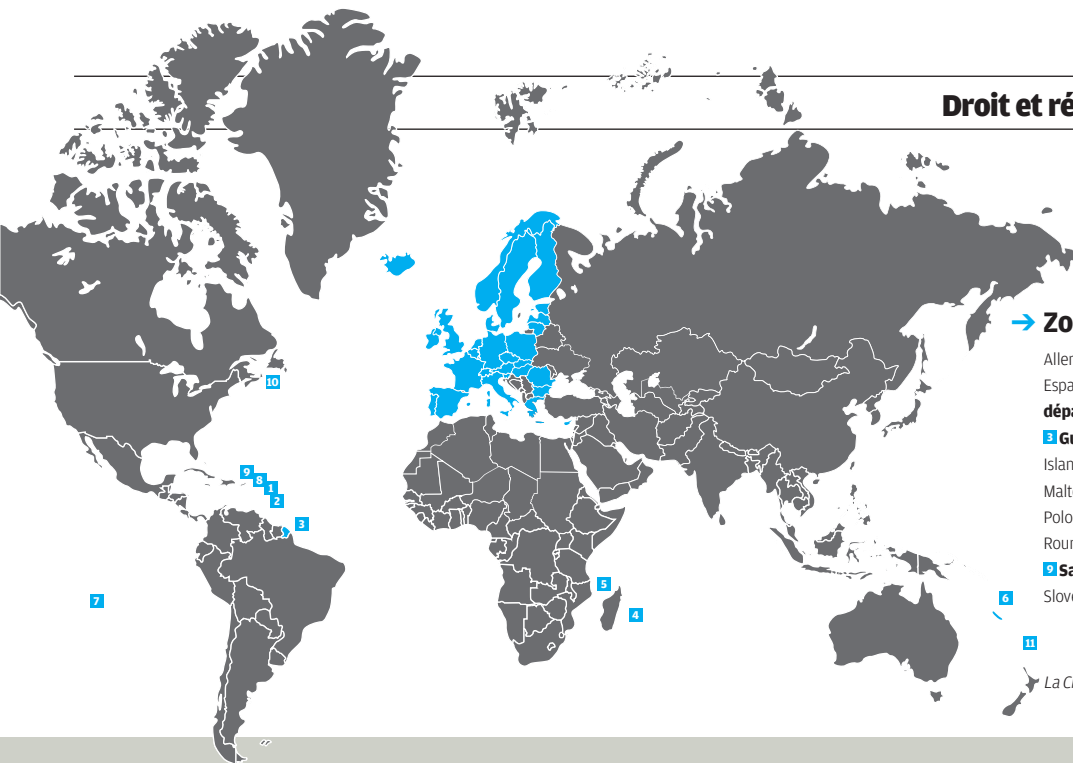 Droit et ré
Zo
Allem
Espa
dépa
3 Gu
Islan
Malt
Polo
Rour
9 Sa
Slove
La C
10
9
8
1
2
3
7
5
4
6
11